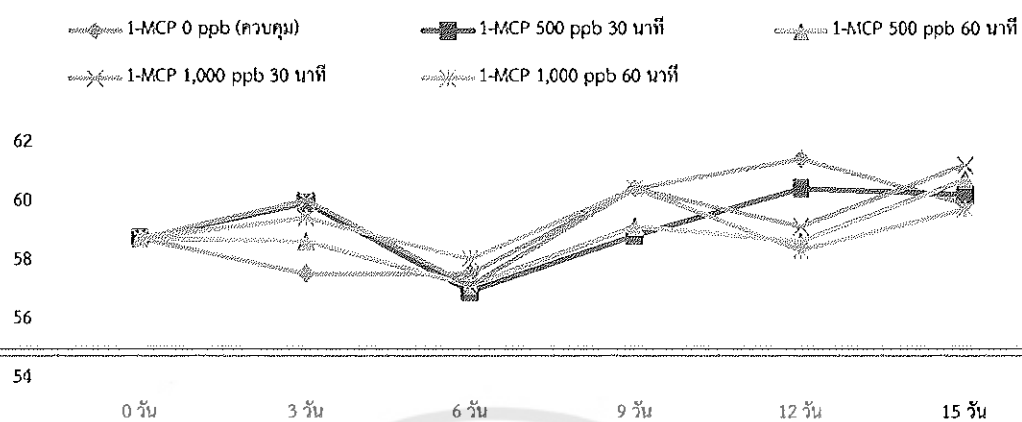 1-MCP 0 ppb (ควบคุม) 1-MCP 500 ppb 30 นาที 1-MCP 500 ppb 60 นาที
1-MCP 1,000 ppb 30 นาที 1-MCP 1,000 ppb 60 นาที
62
60
58
56
54
0 วัน 3 วัน 6 วัน 9 วัน 12 วัน 15 วัน